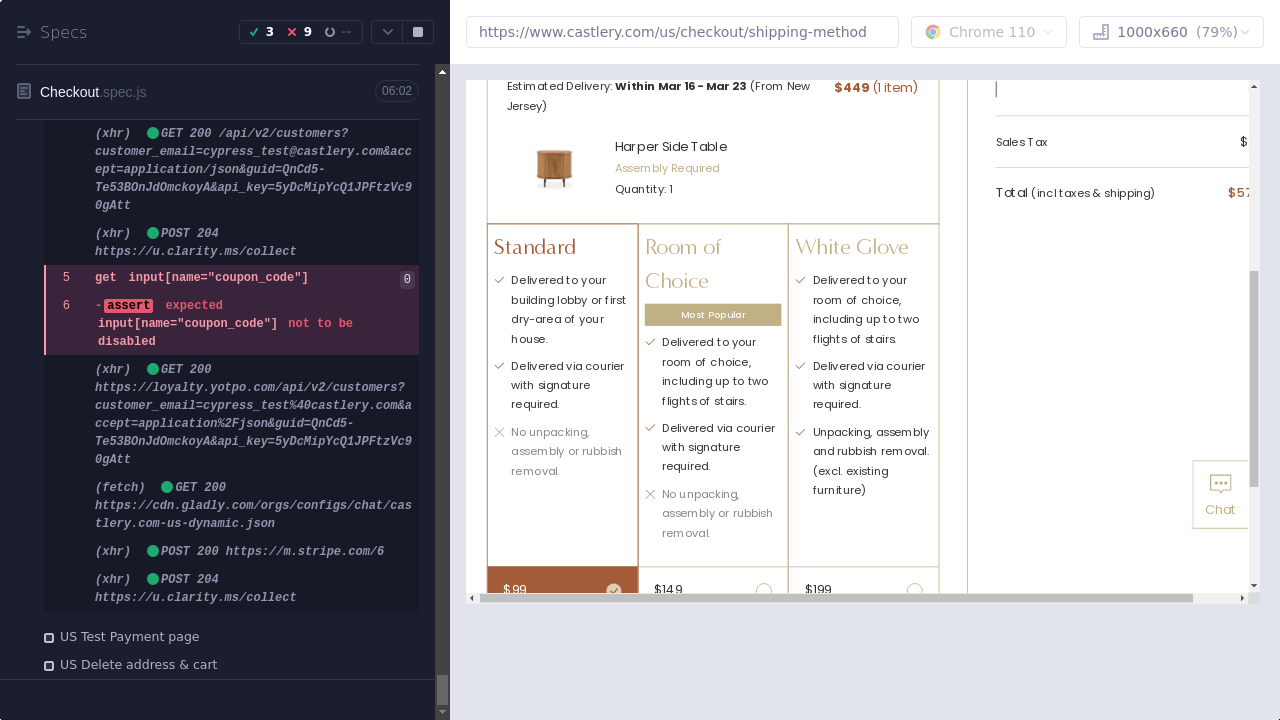 Specs
3 9 --
Checkout.spec.js 06:02
(xhr) GET 200 /api/v2/customers?
customer_email=cypress_test@castlery.com&acc
ept=application/json&guid=QnCd5-
Te53BOnJdOmckoyA&api_key=5yDcMipYcQ1JPFtzVc9
0gAtt
(xhr) POST 204
https://u.clarity.ms/collect
5 get input[name="coupon_code"] 0
6 -assert expected
input[name="coupon_code"] not to be
disabled
(xhr) GET 200
https://loyalty.yotpo.com/api/v2/customers?
customer_email=cypress_test%40castlery.com&a
ccept=application%2Fjson&guid=QnCd5-
Te53BOnJdOmckoyA&api_key=5yDcMipYcQ1JPFtzVc9
0gAtt
(fetch) GET 200
https://cdn.gladly.com/orgs/configs/chat/cas
tlery.com-us-dynamic.json
(xhr) POST 200 https://m.stripe.com/6
(xhr) POST 204
https://u.clarity.ms/collect
US Test Payment page
US Delete address & cart
https://www.castlery.com/us/checkout/shipping-method
Chrome 110
1000x660 (79%)
Estimated Delivery: Within Mar 16 - Mar 23 (From New
Jersey)
$449 (1 item)
Harper Side Table
Assembly Required
Quantity: 1
Standard
Delivered to your
building lobby or first
dry-area of your
house.
Delivered via courier
with signature
required.
No unpacking,
assembly or rubbish
removal.
$99
Room of
Choice
Most Popular
Delivered to your
room of choice,
including up to two
flights of stairs.
Delivered via courier
with signature
required.
No unpacking,
assembly or rubbish
removal.
$149
White Glove
Delivered to your
room of choice,
including up to two
flights of stairs.
Delivered via courier
with signature
required.
Unpacking, assembly
and rubbish removal.
(excl. existing
furniture)
$199
Sales Tax $
Total (incl taxes & shipping) $57
Chat